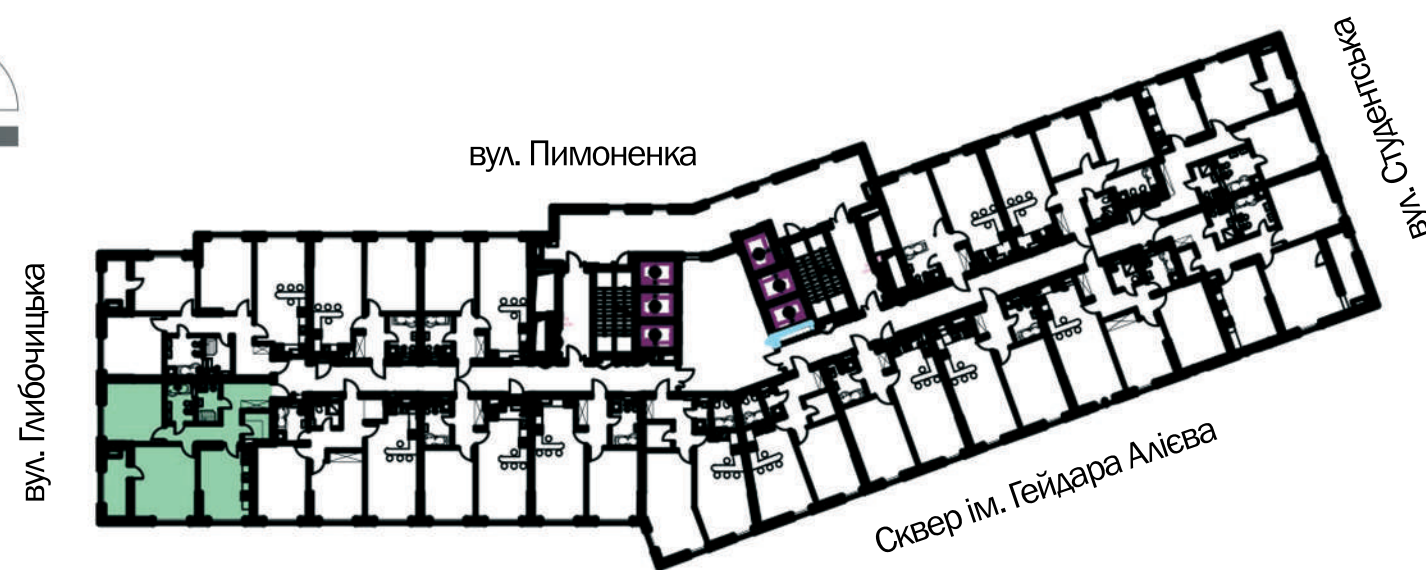 вул. Студентська
вул. Пимоненка
вул. Глибочицька
Сквер ім. Гейдара Алієва